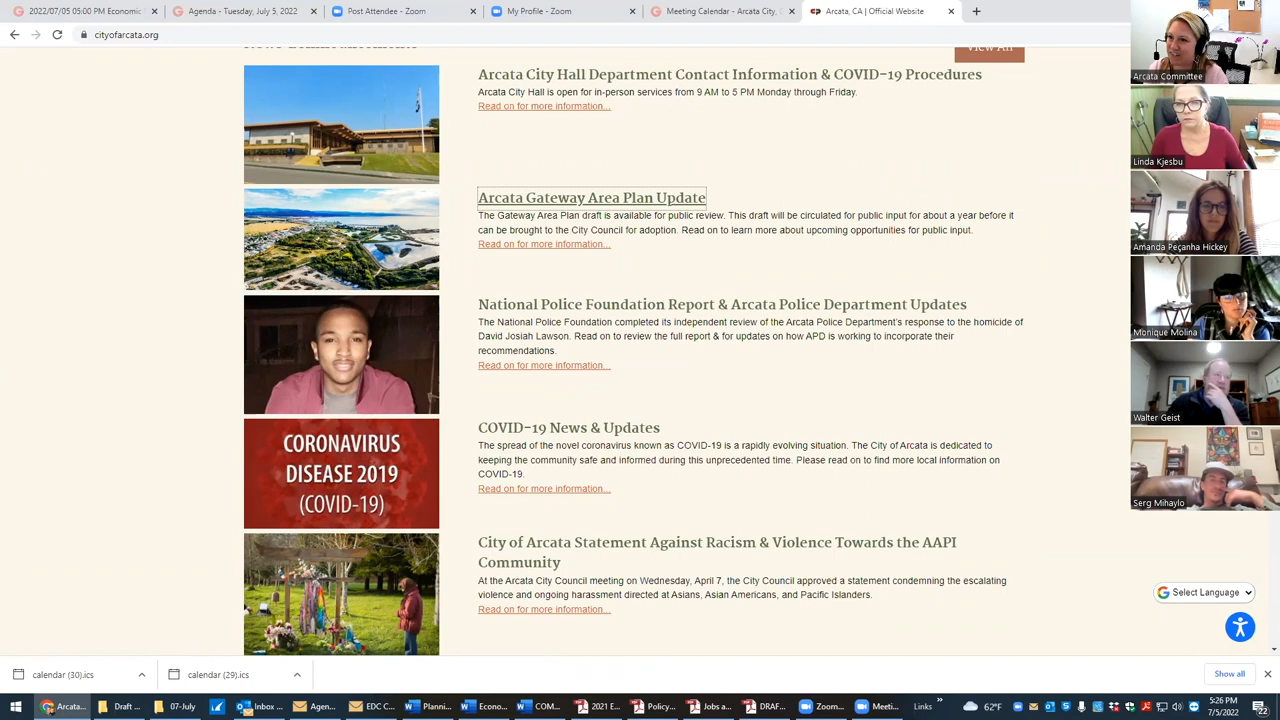 2022/07/05 05:00 PM Economic
Agenda - Tuesday, July 5, 2022
Post Attendee - Zoom
My Profile - Zoom
Meeting Calendar - Arcata City,
Arcata, CA | Official Website
cityofarcata.org
View All
Arcata City Hall Department Contact Information & COVID-19 Procedures
Arcata City Hall is open for in-person services from 9 AM to 5 PM Monday through Friday.
Read on for more information...
Arcata Gateway Area Plan Update
The Gateway Area Plan draft is available for public review. This draft will be circulated for public input for about a year before it
can be brought to the City Council for adoption. Read on to learn more about upcoming opportunities for public input.
Read on for more information...
National Police Foundation Report & Arcata Police Department Updates
The National Police Foundation completed its independent review of the Arcata Police Department's response to the homicide of
David Josiah Lawson. Read on to review the full report & for updates on how APD is working to incorporate their
recommendations.
Read on for more information...
CORONAVIRUS
DISEASE 2019
(COVID-19)
COVID-19 News & Updates
The spread of the novel coronavirus known as COVID-19 is a rapidly evolving situation. The City of Arcata is dedicated to
keeping the community safe and informed during this unprecedented time. Please read on to find more local information on
COVID-19.
Read on for more information...
City of Arcata Statement Against Racism & Violence Towards the AAPI
Community
At the Arcata City Council meeting on Wednesday, April 7, the City Council approved a statement condemning the escalating
violence and ongoing harassment directed at Asians, Asian Americans, and Pacific Islanders.
Read on for more information...
Arcata Committee
Linda Kjesbu
Amanda Peçanha Hickey
Monique Molina
Walter Geist
Serg Mihaylo
Select Language
calendar (30).ics
calendar (29).ics
Show all
Arcata...
Draft ...
07-July
Inbox ...
Agen...
EDC C...
Planni...
Econo...
COM...
2021 E...
Policy...
Jobs a...
DRAF...
Zoom...
Meeti...
Links
62°F
5:26 PM
7/5/2022